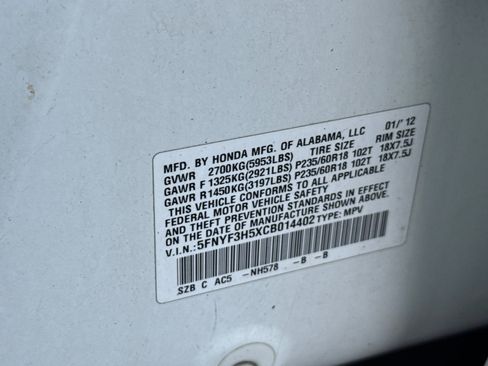 MFD. BY HONDA MFG. OF ALABAMA, LLC 01/'12
GVWR 2700KG(5953LBS) TIRE SIZE RIM SIZE
GAWR F 1325KG(2921LBS) P235/60R18 102T 18X7.5J
GAWR R 1450KG(3197LBS) P235/60R18 102T 18X7.5J
THIS VEHICLE CONFORMS TO ALL APPLICABLE
FEDERAL MOTOR VEHICLE SAFETY
AND THEFT PREVENTION STANDARDS IN EFFECT
ON THE DATE OF MANUFACTURE SHOWN ABOVE.
V.I.N.: 5FNYF3H5XCB014402 TYPE: MPV
SZB C AC5 -NH578 -B -B